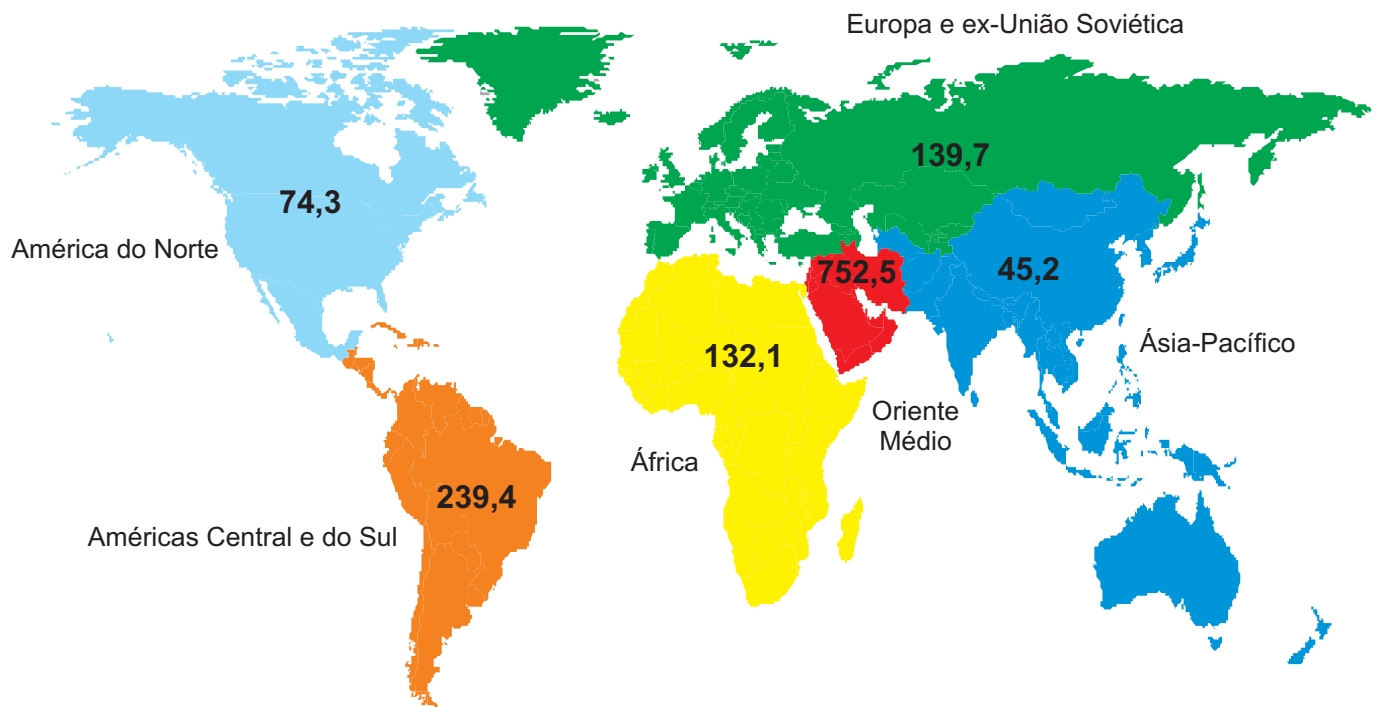 Europa e ex-União Soviética
139,7
74,3
América do Norte
752,5
45,2
Ásia-Pacífico
132,1
Oriente
Médio
África
239,4
Américas Central e do Sul